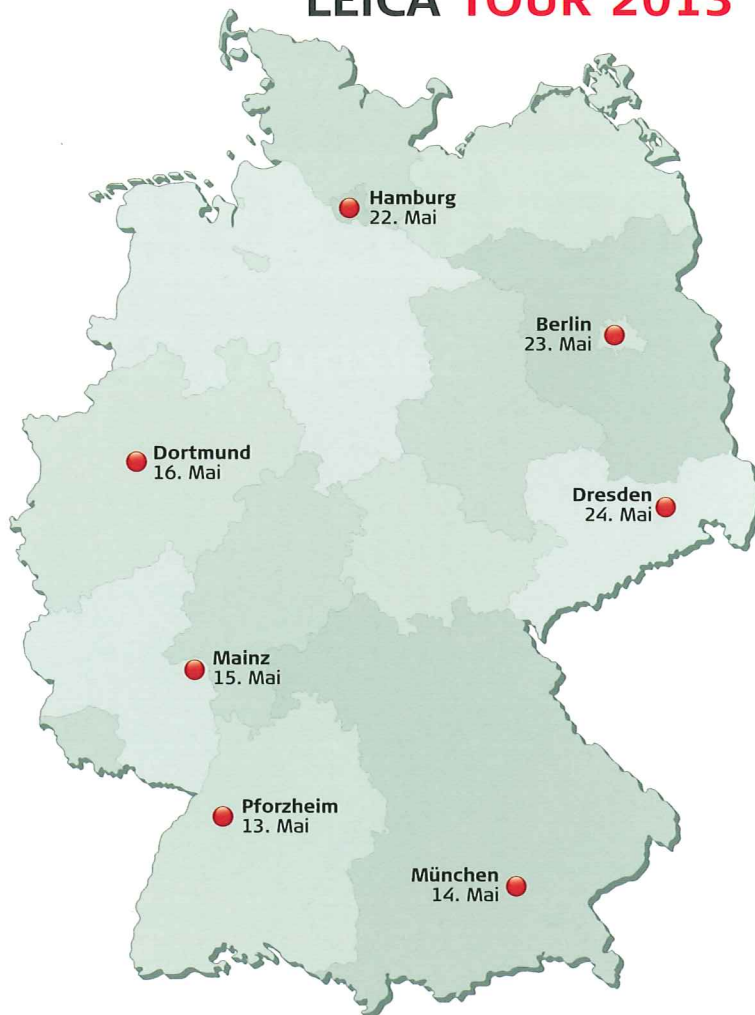 LEICA TOUR 2013
Hamburg
22. Mai
Berlin
23. Mai
Dortmund
16. Mai
Dresden
24. Mai
Mainz
15. Mai
Pforzheim
13. Mai
München
14. Mai